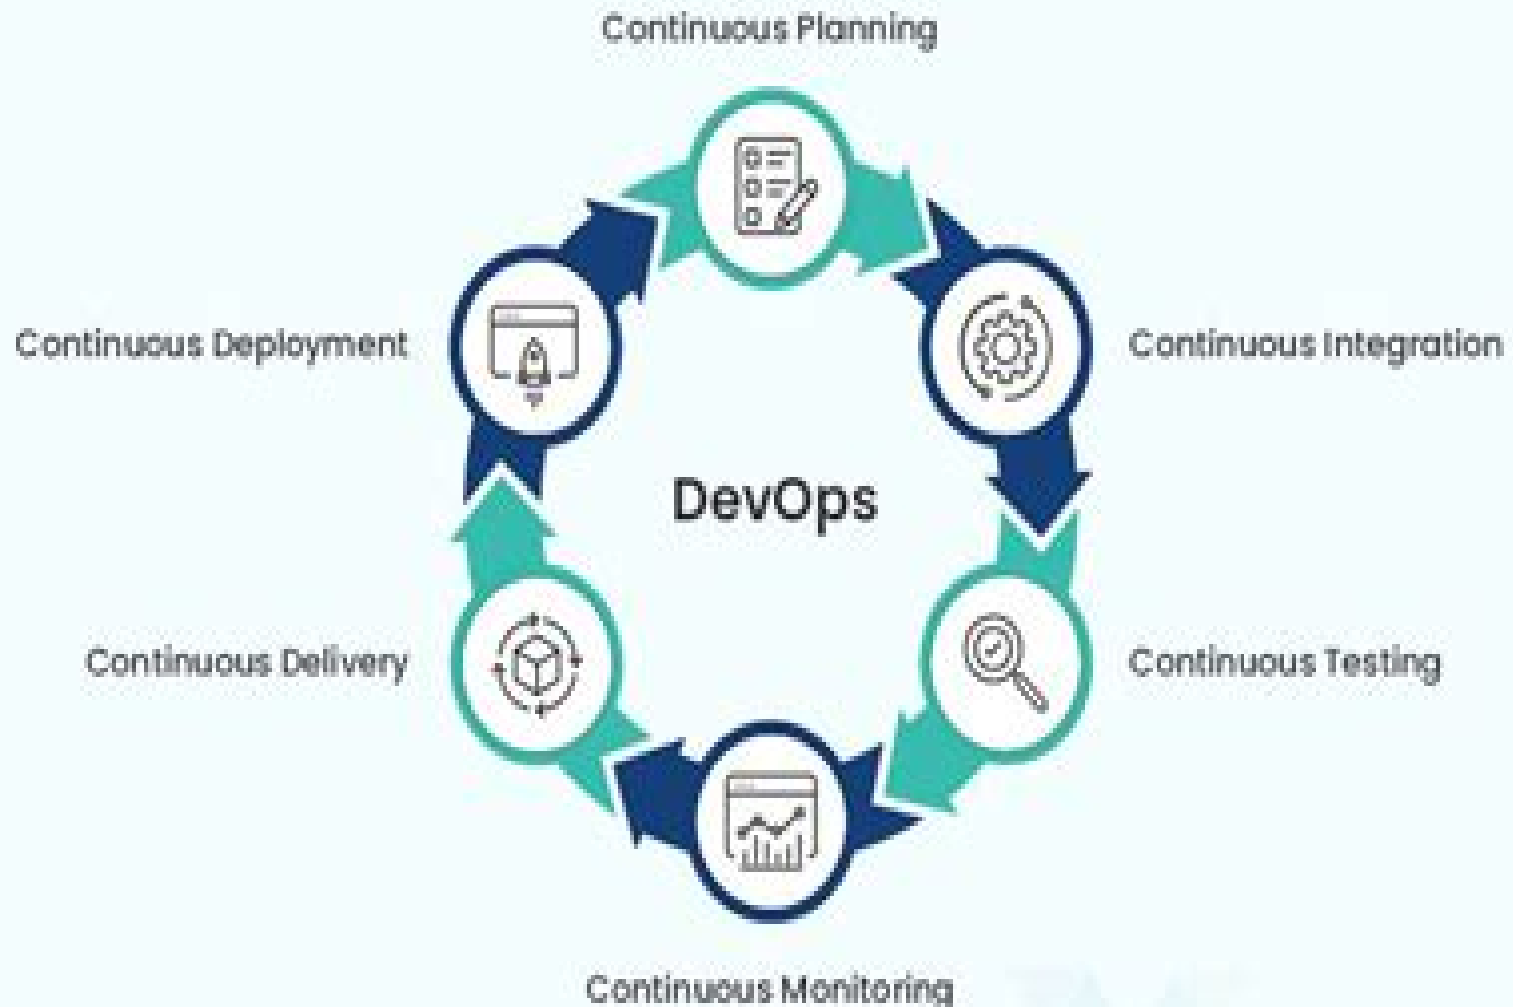 Continuous Planning
Continuous Deployment
Continuous Integration
DevOps
Continuous Delivery
Continuous Testing
Continuous Monitoring